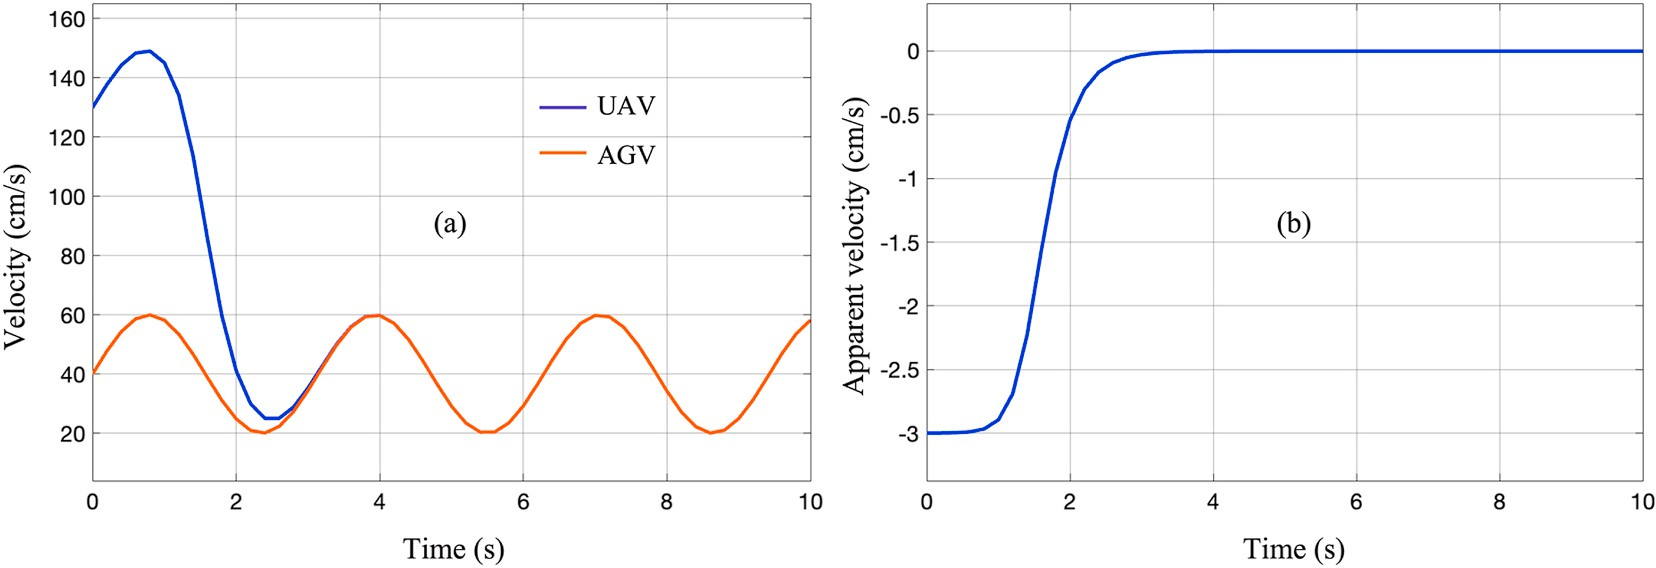 160
140
120
100
80
60
40
20
Velocity (cm/s)
UAV
AGV
(a)
0 2 4 6 8 10
Time (s)
0
-0.5
-1
-1.5
-2
-2.5
-3
Apparent velocity (cm/s)
(b)
0 2 4 6 8 10
Time (s)